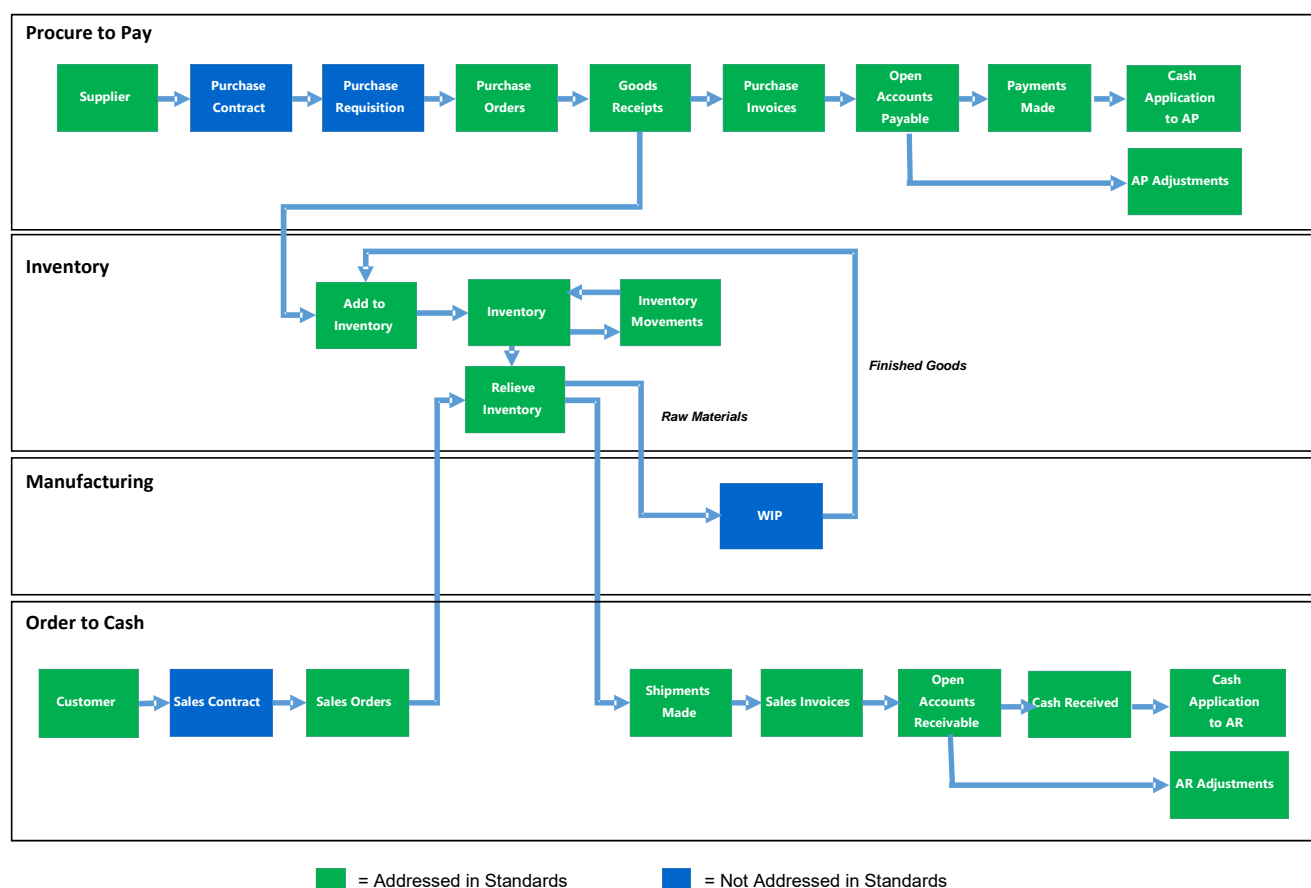 Procure to Pay
Supplier
Purchase
Contract
Purchase
Requisition
Purchase
Orders
Goods
Receipts
Purchase
Invoices
Open
Accounts
Payable
Payments
Made
Cash
Application
to AP
AP Adjustments
Inventory
Add to
Inventory
Inventory
Inventory
Movements
Relieve
Inventory
Finished Goods
Raw Materials
Manufacturing
WIP
Order to Cash
Customer
Sales Contract
Sales Orders
Shipments
Made
Sales Invoices
Open
Accounts
Receivable
Cash Received
Cash
Application
to AR
AR Adjustments
= Addressed in Standards
= Not Addressed in Standards